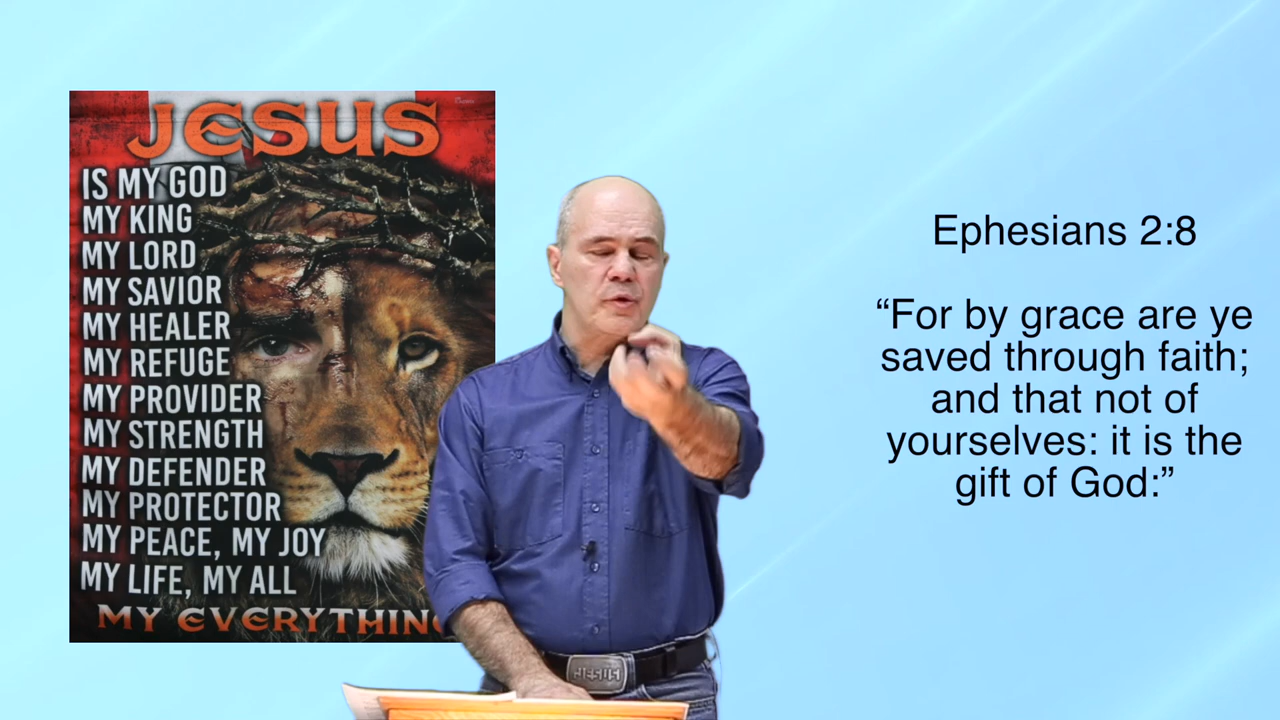 JESUS
IS MY GOD
MY KING
MY LORD
MY SAVIOR
MY HEALER
MY REFUGE
MY PROVIDER
MY STRENGTH
MY DEFENDER
MY PROTECTOR
MY PEACE, MY JOY
MY LIFE, MY ALL
MY EVERYTHING
JESUS
Ephesians 2:8
“For by grace are ye
saved through faith;
and that not of
yourselves: it is the
gift of God:”